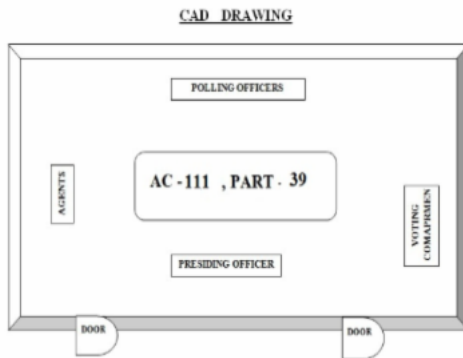 CAD DRAWING
POLLING OFFICERS
AC-111 , PART- 39
AGENTS
VOTING
COMAPRMEN
PRESIDING OFFICER
DOOR
DOOR